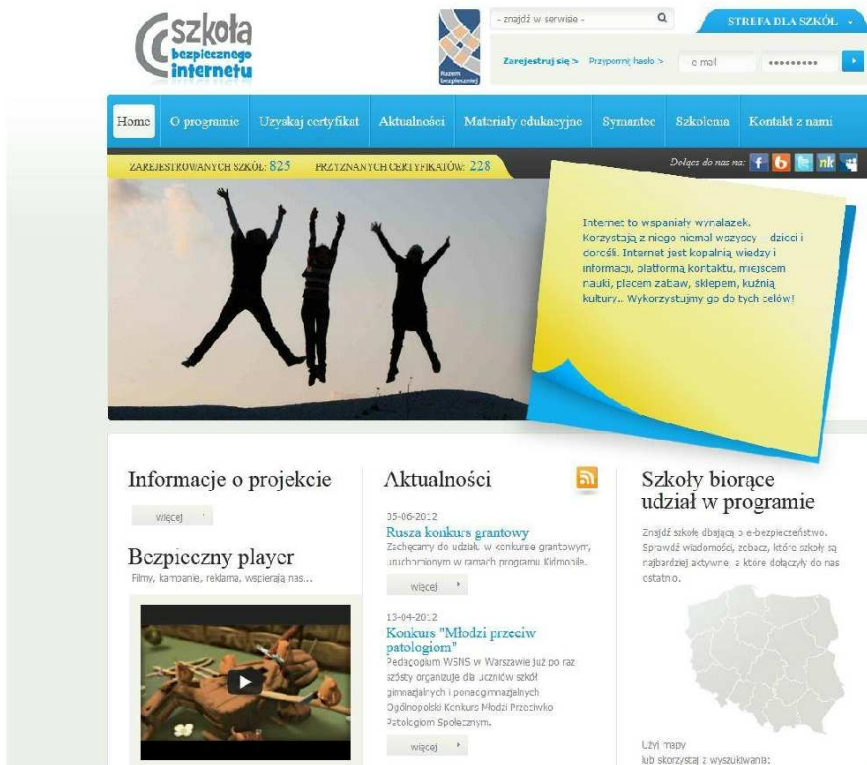 szkoła
bezpiecznego
internetu
Razem
bezpieczniej
- znajdź w serwisie -
STREFA DLA SZKÓŁ
Zarejestruj się > Przypomnij hasło > e-mail
Home O programie Uzyskaj certyfikat Aktualności Materiały edukacyjne Symantec Szkolenia Kontakt z nami
ZAREJESTROWANYCH SZKÓŁ: 825 PRZYZNANYCH CERTYFIKATÓW: 228
Dołącz do nas na: f b t nk
Internet to wspaniały wynalazek.
Korzystają z niego niemal wszyscy – dzieci i
dorośli. Internet jest kopalnią wiedzy i
informacji, platformą kontaktu, miejscem
nauki, placem zabaw, sklepem, kuźnią
kultury.. Wykorzystujmy go do tych celów!
Informacje o projekcie
więcej
Bezpieczny player
Filmy, kampanie, reklama, wspierają nas...
Aktualności
05-06-2012
Rusza konkurs grantowy
Zachęcamy do udziału w konkursie grantowym,
uruchomionym w ramach programu Kidmobile.
więcej
13-04-2012
Konkurs "Młodzi przeciw
patologiom"
Pedagogium WSNS w Warszawie już po raz
szósty organizuje dla uczniów szkół
gimnazjalnych i ponadgimnazjalnych
Ogólnopolski Konkurs Młodzi Przeciwko
Patologiom Społecznym.
więcej
Szkoły biorące
udział w programie
Znajdź szkołę dbającą o e-bezpieczeństwo.
Sprawdź wiadomości, zobacz, które szkoły są
najbardziej aktywne, a które dołączyły do nas
ostatnio.
Użyj mapy
lub skorzystaj z wyszukiwania: